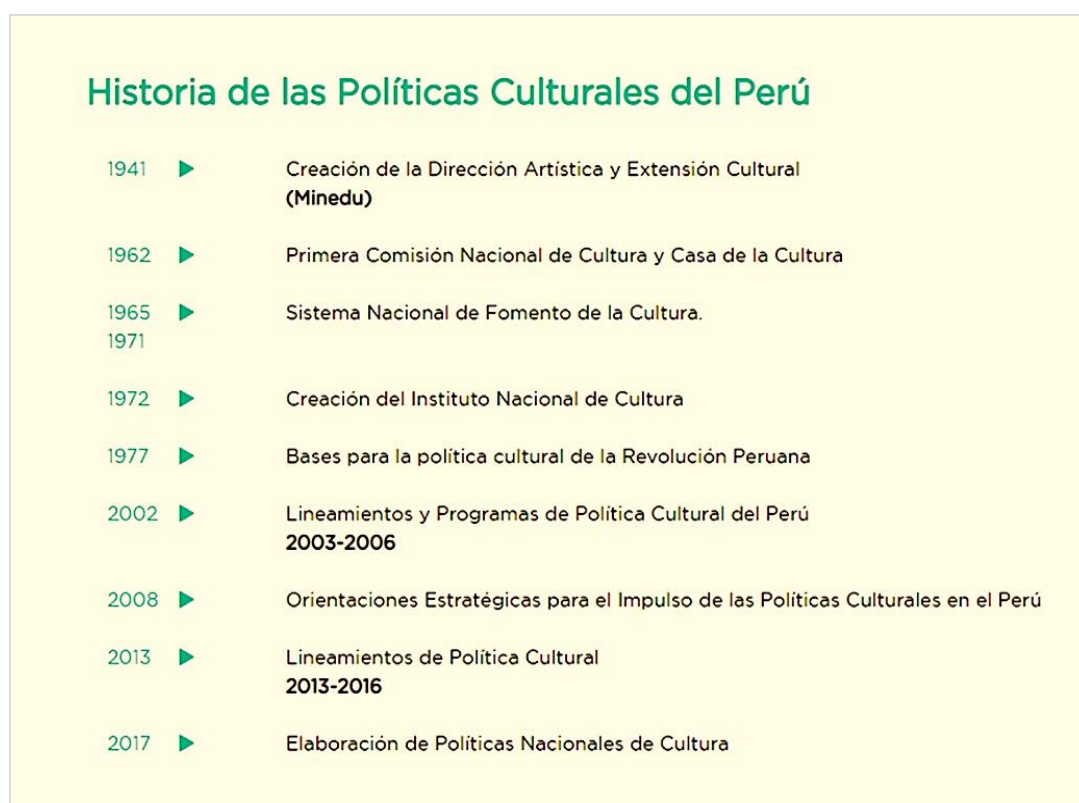 Historia de las Políticas Culturales del Perú
1941 ▶ Creación de la Dirección Artística y Extensión Cultural
(Minedu)
1962 ▶ Primera Comisión Nacional de Cultura y Casa de la Cultura
1965 ▶ Sistema Nacional de Fomento de la Cultura.
1971
1972 ▶ Creación del Instituto Nacional de Cultura
1977 ▶ Bases para la política cultural de la Revolución Peruana
2002 ▶ Lineamientos y Programas de Política Cultural del Perú
2003-2006
2008 ▶ Orientaciones Estratégicas para el Impulso de las Políticas Culturales en el Perú
2013 ▶ Lineamientos de Política Cultural
2013-2016
2017 ▶ Elaboración de Políticas Nacionales de Cultura